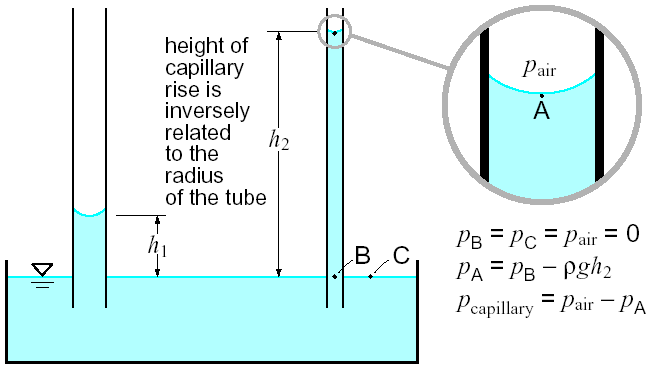 height of
capillary
rise is
inversely
related
to the
radius
of the tube
h₁
h₂
B
C
pair
A
pB = pC = pair = 0
pA = pB − ρgh₂
pcapillary = pair − pA